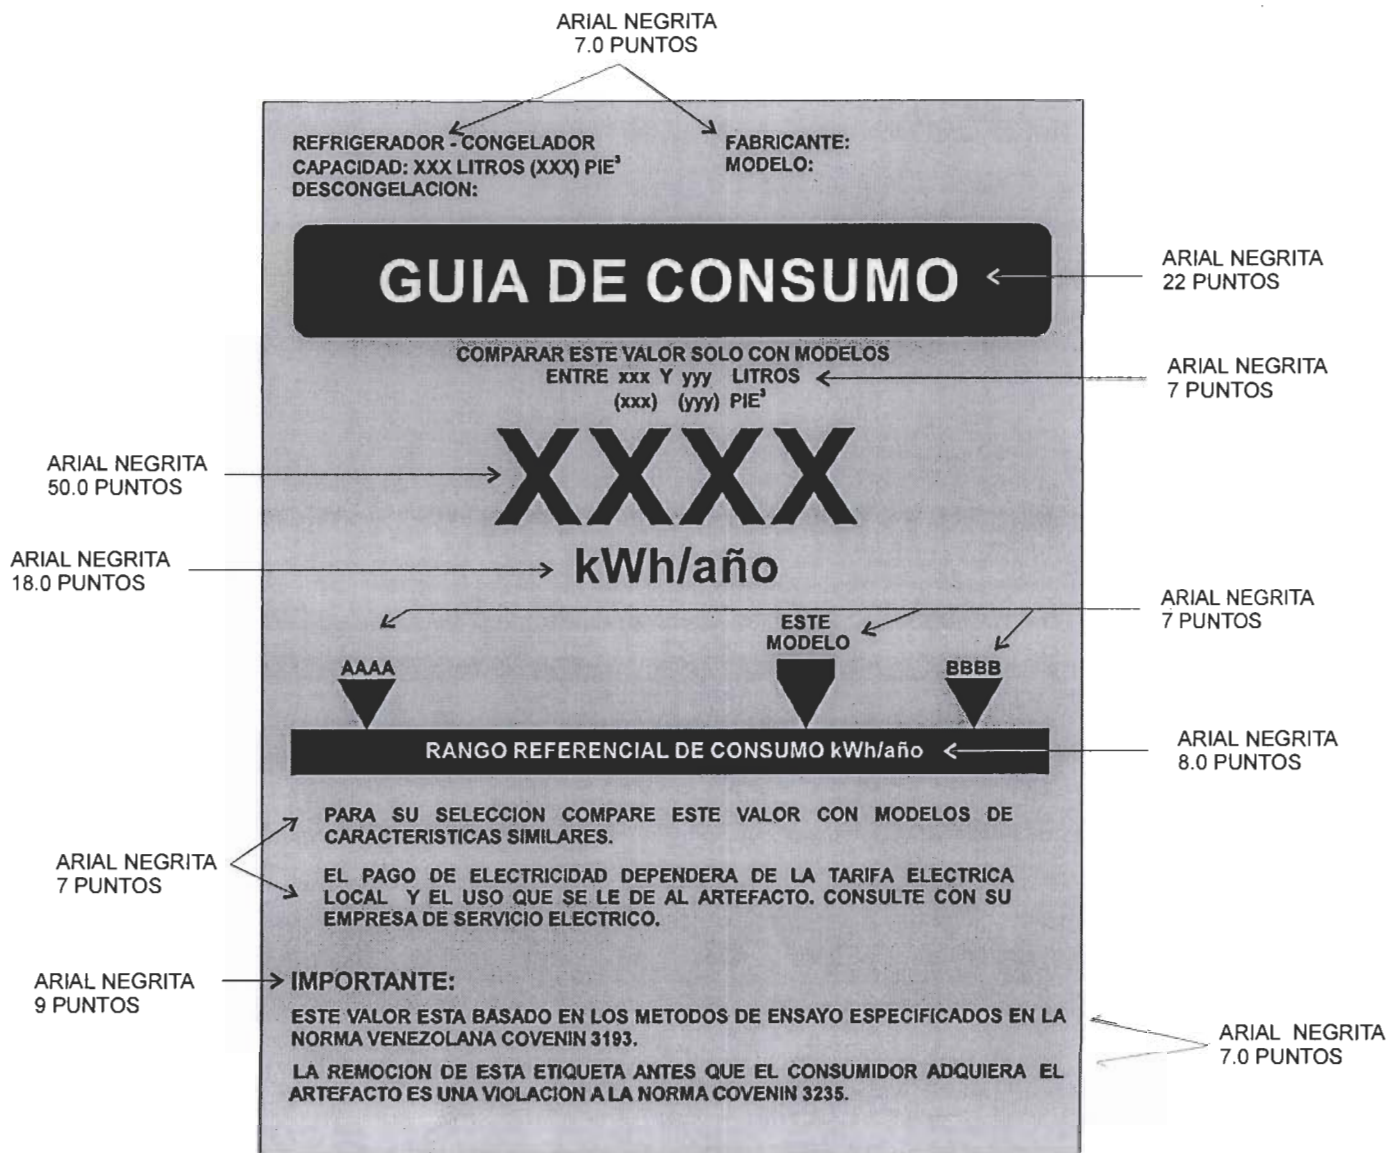 ARIAL NEGRITA
7.0 PUNTOS
REFRIGERADOR - CONGELADOR
CAPACIDAD: XXX LITROS (XXX) PIE³
DESCONGELACION:
FABRICANTE:
MODELO:
GUIA DE CONSUMO
ARIAL NEGRITA
22 PUNTOS
COMPARAR ESTE VALOR SOLO CON MODELOS
ENTRE xxx Y yyy LITROS
(xxx) (yyy) PIE³
ARIAL NEGRITA
7 PUNTOS
XXXX
ARIAL NEGRITA
50.0 PUNTOS
kWh/año
ARIAL NEGRITA
18.0 PUNTOS
ARIAL NEGRITA
7 PUNTOS
ESTE
MODELO
AAAA
BBBB
RANGO REFERENCIAL DE CONSUMO kWh/año
ARIAL NEGRITA
8.0 PUNTOS
PARA SU SELECCION COMPARE ESTE VALOR CON MODELOS DE
CARACTERISTICAS SIMILARES.
ARIAL NEGRITA
7 PUNTOS
EL PAGO DE ELECTRICIDAD DEPENDERA DE LA TARIFA ELECTRICA
LOCAL Y EL USO QUE SE LE DE AL ARTEFACTO. CONSULTE CON SU
EMPRESA DE SERVICIO ELECTRICO.
ARIAL NEGRITA
9 PUNTOS
IMPORTANTE:
ESTE VALOR ESTA BASADO EN LOS METODOS DE ENSAYO ESPECIFICADOS EN LA
NORMA VENEZOLANA COVENIN 3193.
ARIAL NEGRITA
7.0 PUNTOS
LA REMOCION DE ESTA ETIQUETA ANTES QUE EL CONSUMIDOR ADQUIERA EL
ARTEFACTO ES UNA VIOLACION A LA NORMA COVENIN 3235.